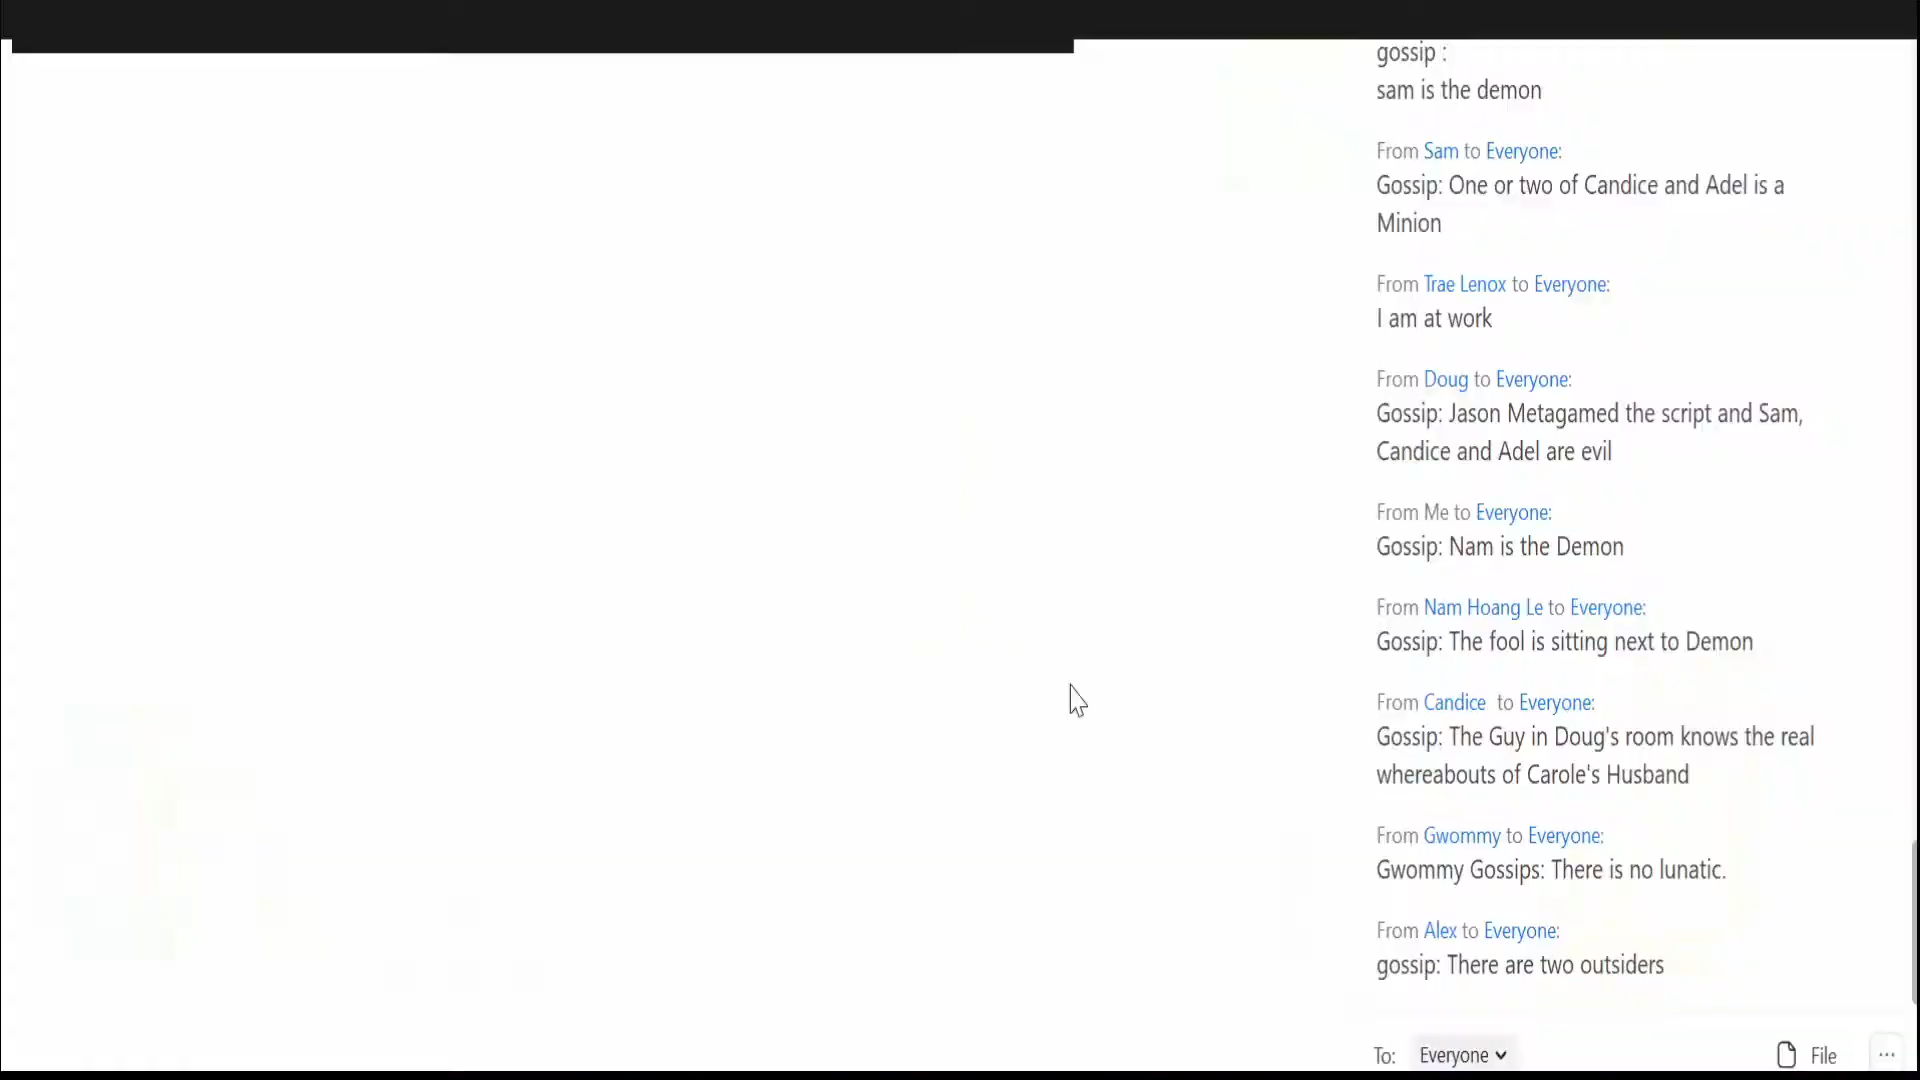 gossip :
sam is the demon
From Sam to Everyone:
Gossip: One or two of Candice and Adel is a
Minion
From Trae Lenox to Everyone:
I am at work
From Doug to Everyone:
Gossip: Jason Metagamed the script and Sam,
Candice and Adel are evil
From Me to Everyone:
Gossip: Nam is the Demon
From Nam Hoang Le to Everyone:
Gossip: The fool is sitting next to Demon
From Candice to Everyone:
Gossip: The Guy in Doug's room knows the real
whereabouts of Carole's Husband
From Gwommy to Everyone:
Gwommy Gossips: There is no lunatic.
From Alex to Everyone:
gossip: There are two outsiders
To: Everyone File ...